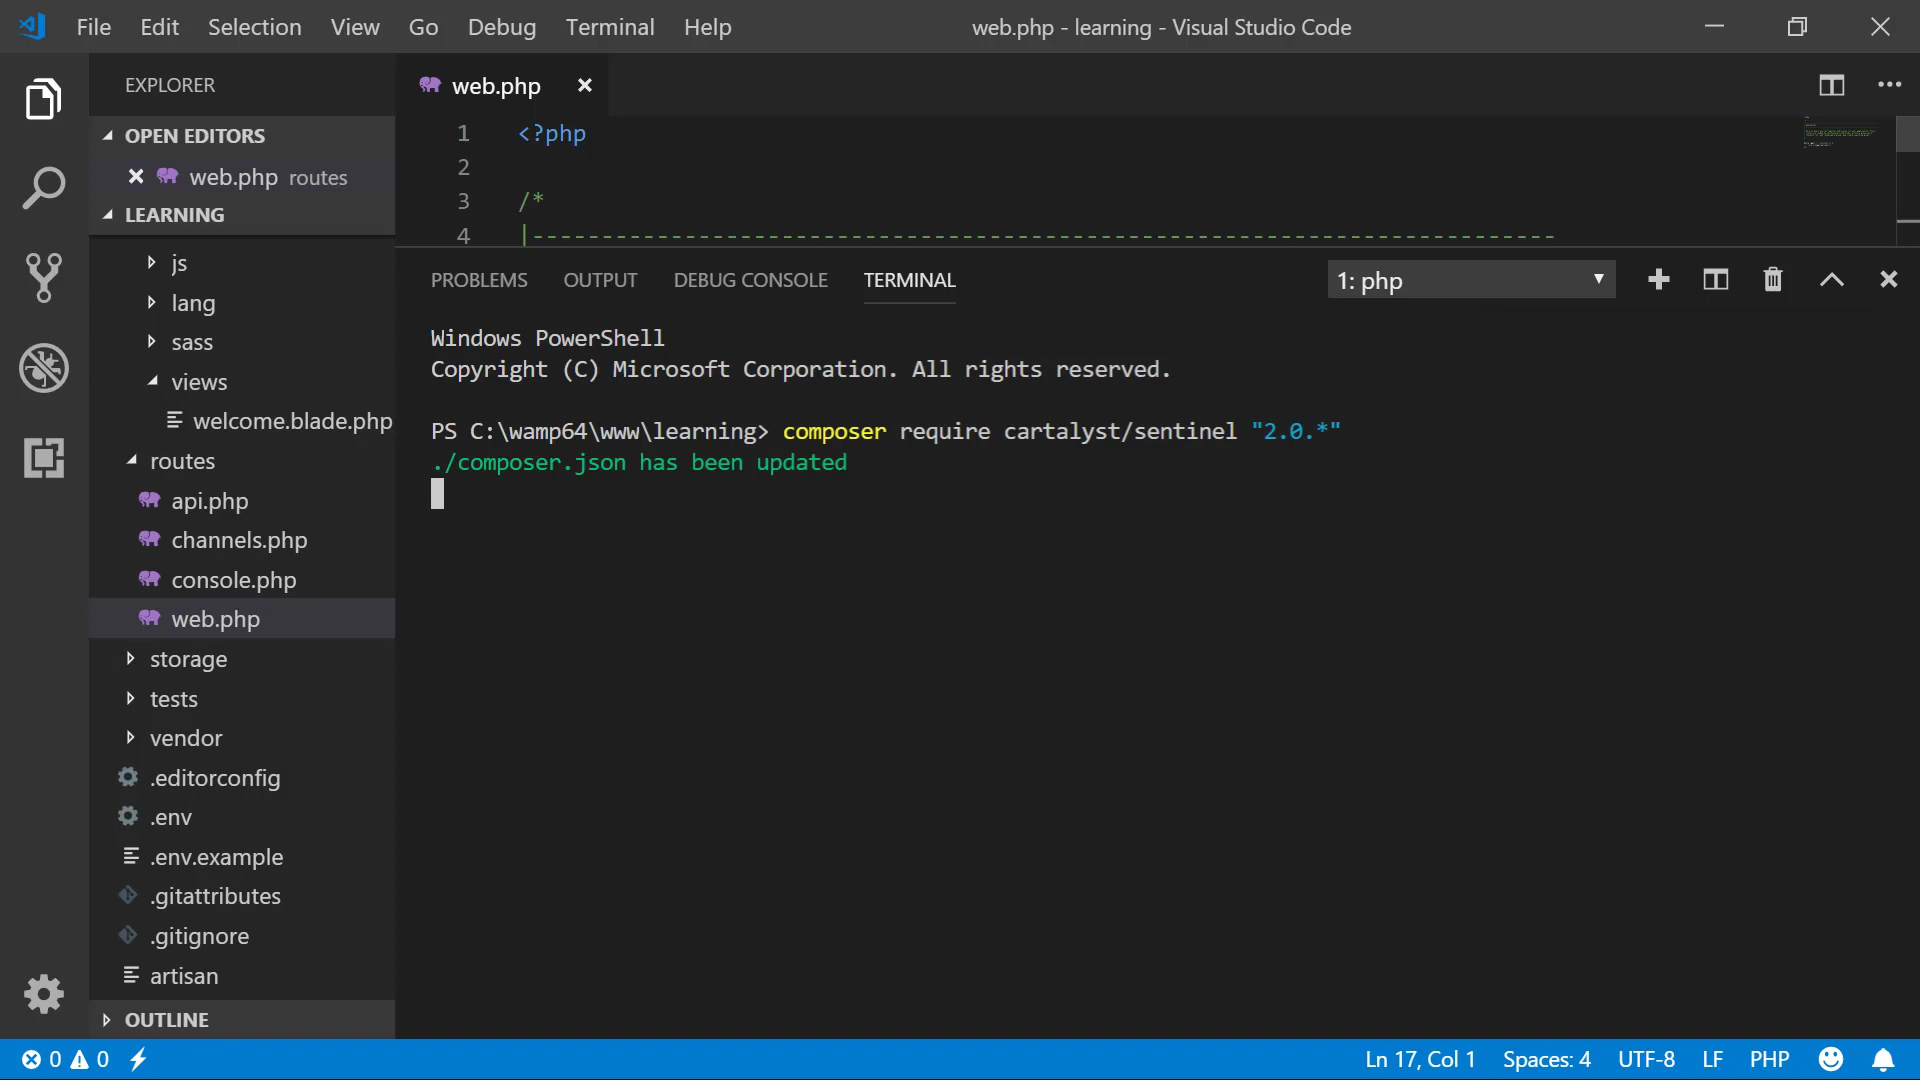 File Edit Selection View Go Debug Terminal Help
web.php - learning - Visual Studio Code
EXPLORER
OPEN EDITORS
web.php routes
LEARNING
js
lang
sass
views
welcome.blade.php
routes
api.php
channels.php
console.php
web.php
storage
tests
vendor
.editorconfig
.env
.env.example
.gitattributes
.gitignore
artisan
OUTLINE
web.php
1 <?php
2
3 /*
4 |--------------------------------------------------------------------------
PROBLEMS OUTPUT DEBUG CONSOLE TERMINAL
1: php
Windows PowerShell
Copyright (C) Microsoft Corporation. All rights reserved.
PS C:\wamp64\www\learning> composer require cartalyst/sentinel "2.0.*"
./composer.json has been updated
0 0
Ln 17, Col 1 Spaces: 4 UTF-8 LF PHP